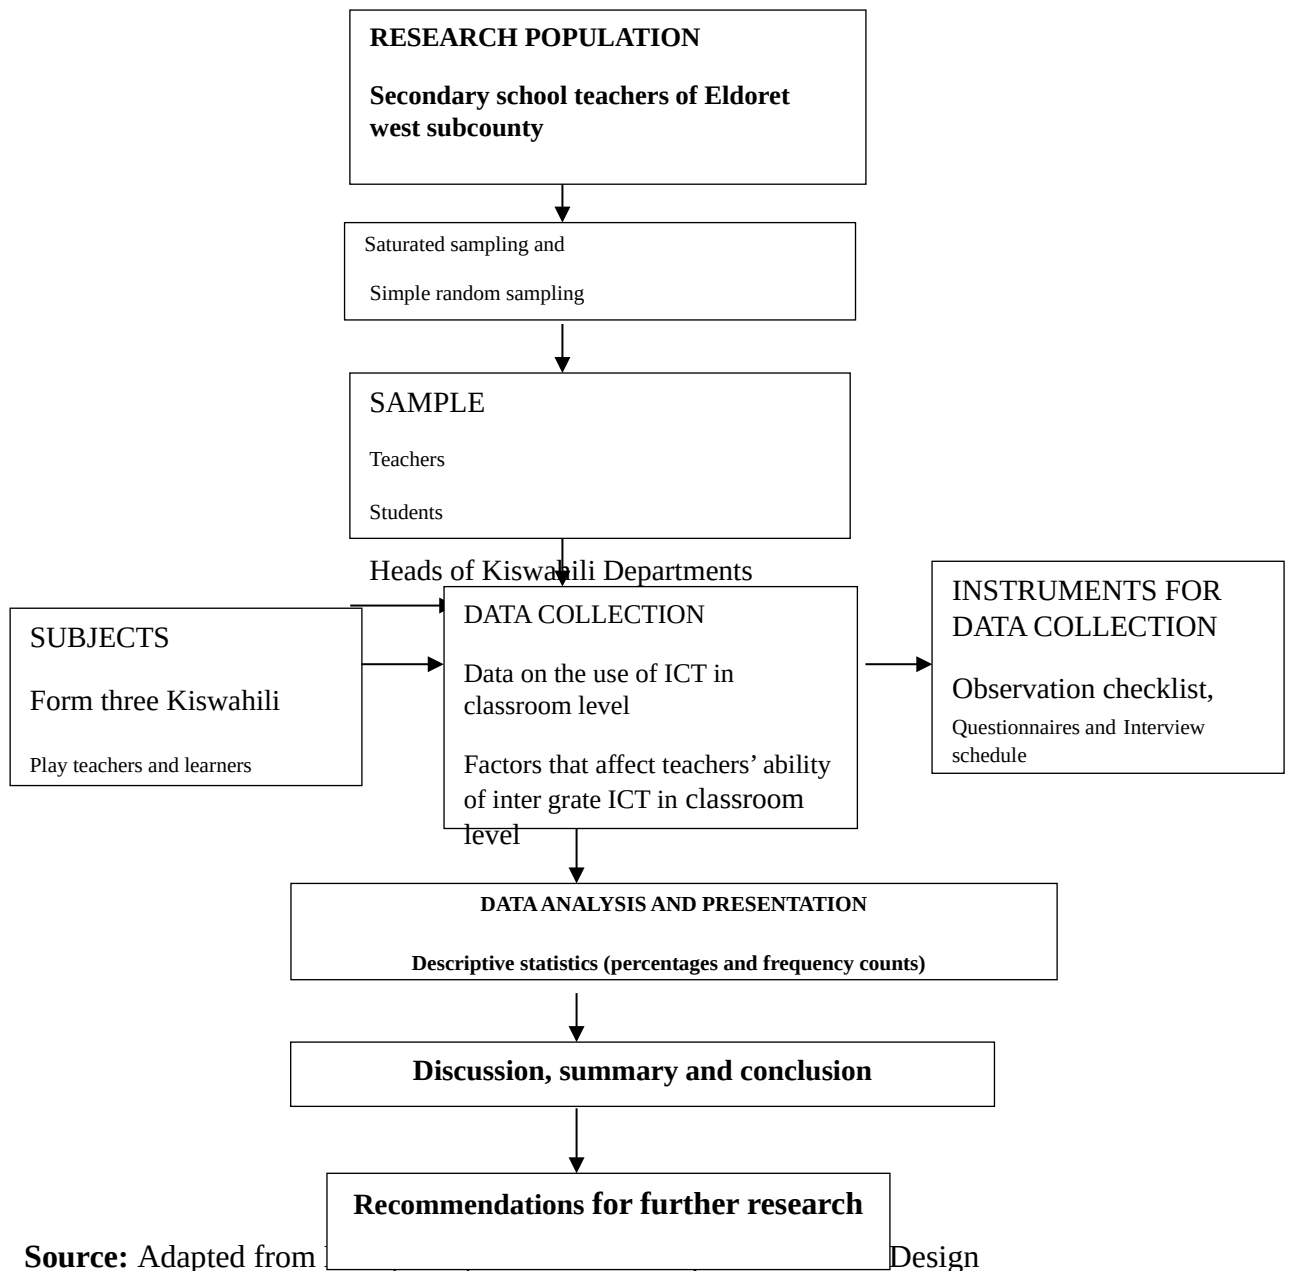 RESEARCH POPULATION
Secondary school teachers of Eldoret
west subcounty
Saturated sampling and
Simple random sampling
SAMPLE
Teachers
Students
Heads of Kiswahili Departments
SUBJECTS
Form three Kiswahili
Play teachers and learners
DATA COLLECTION
Data on the use of ICT in
classroom level
Factors that affect teachers’ ability
of inter grate ICT in classroom
level
INSTRUMENTS FOR
DATA COLLECTION
Observation checklist,
Questionnaires and Interview
schedule
DATA ANALYSIS AND PRESENTATION
Descriptive statistics (percentages and frequency counts)
Discussion, summary and conclusion
Recommendations for further research
Source: Adapted from Design